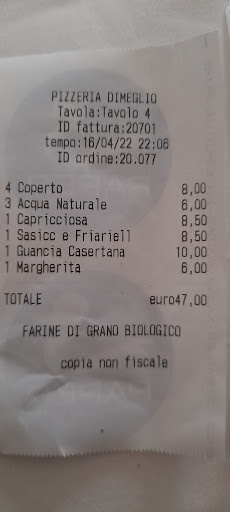 PIZZERIA DIMEGLIO
Tavola:Tavolo 4
ID fattura:20701
tempo:16/04/22 22:06
ID ordine:20.077
4 Coperto 8,00
3 Acqua Naturale 6,00
1 Capricciosa 8,50
1 Sasicc e Friariell 8,50
1 Guancia Casertana 10,00
1 Margherita 6,00
TOTALE euro47,00
FARINE DI GRANO BIOLOGICO
copia non fiscale